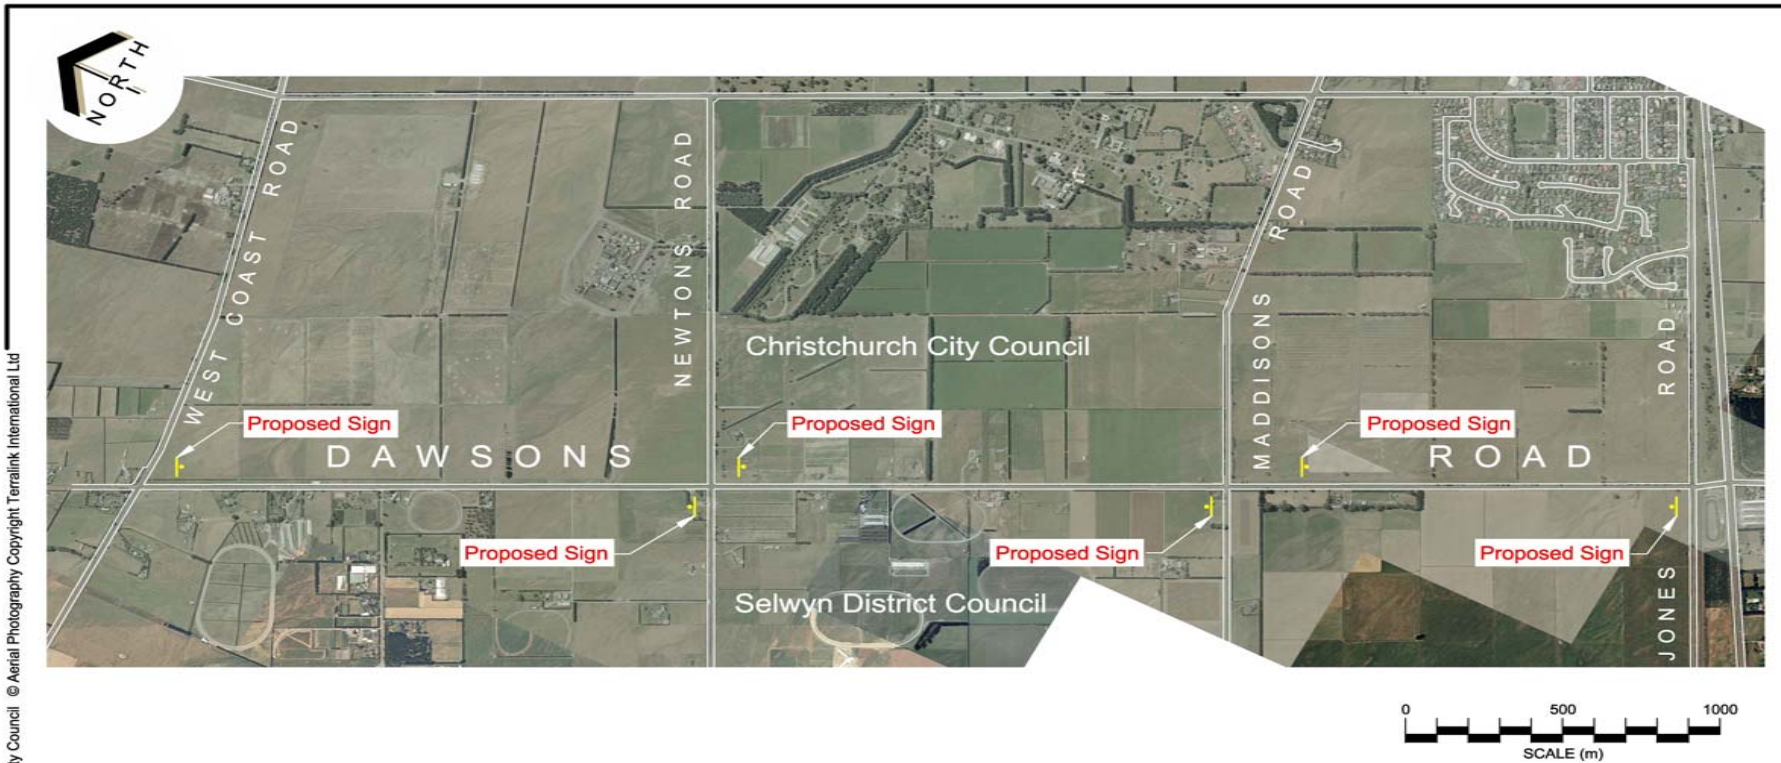 NORTH
WEST COAST ROAD
NEWTONS ROAD
MADDISONS ROAD
JONES ROAD
Christchurch City Council
Proposed Sign
Proposed Sign
Proposed Sign
DAWSONS ROAD
Proposed Sign
Proposed Sign
Proposed Sign
Selwyn District Council
0 500 1000
SCALE (m)
Council © Aerial Photography Copyright Terralink International Ltd